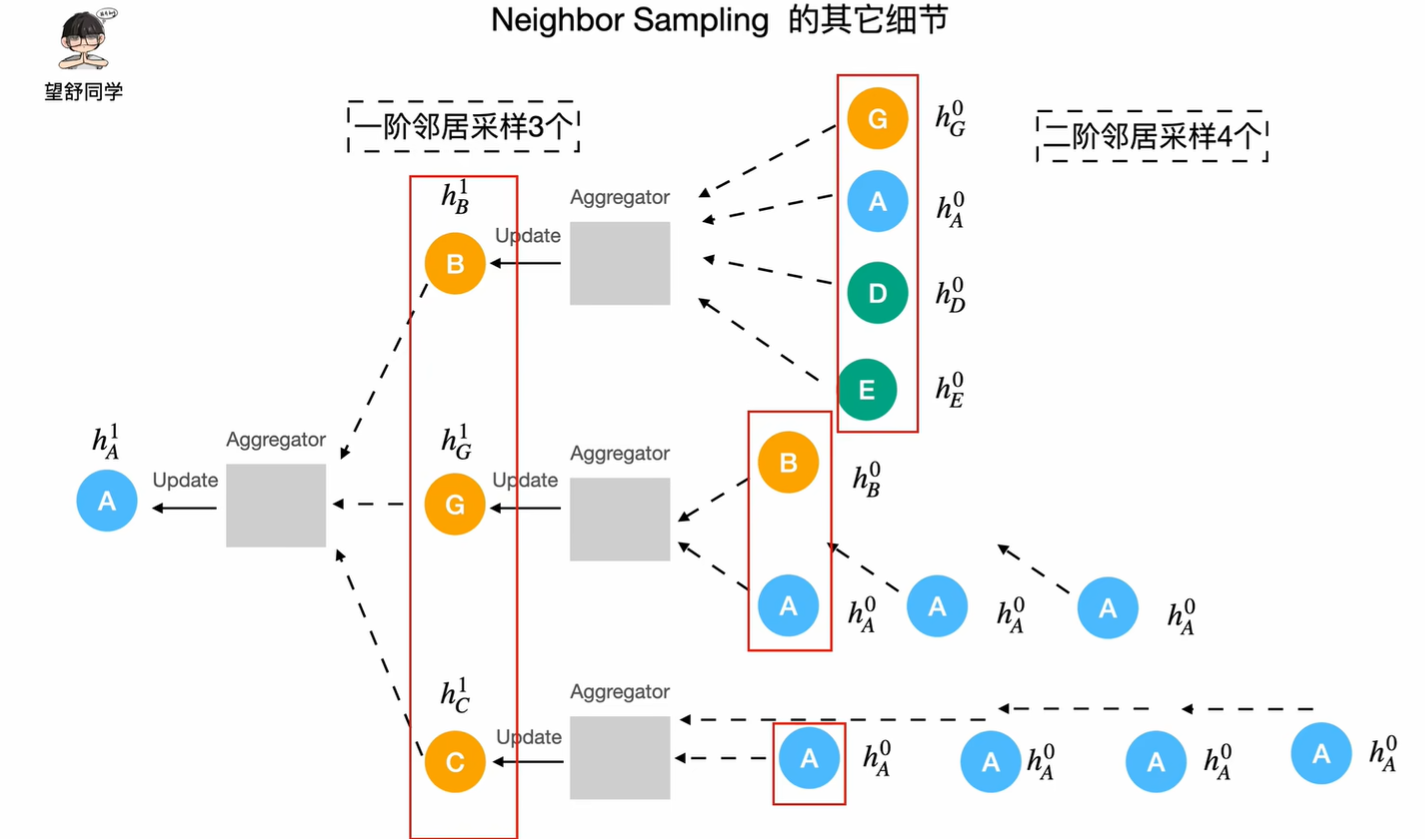 Neighbor Sampling 的其它细节
望舒同学
一阶邻居采样3个
二阶邻居采样4个
G
h_G^0
A
h_A^0
D
h_D^0
E
h_E^0
h_B^1
B
Update
Aggregator
h_A^1
A
Update
Aggregator
h_G^1
G
Update
Aggregator
B
h_B^0
A
h_A^0
A
h_A^0
A
h_A^0
h_C^1
C
Update
Aggregator
A
h_A^0
A
h_A^0
A
h_A^0
A
h_A^0